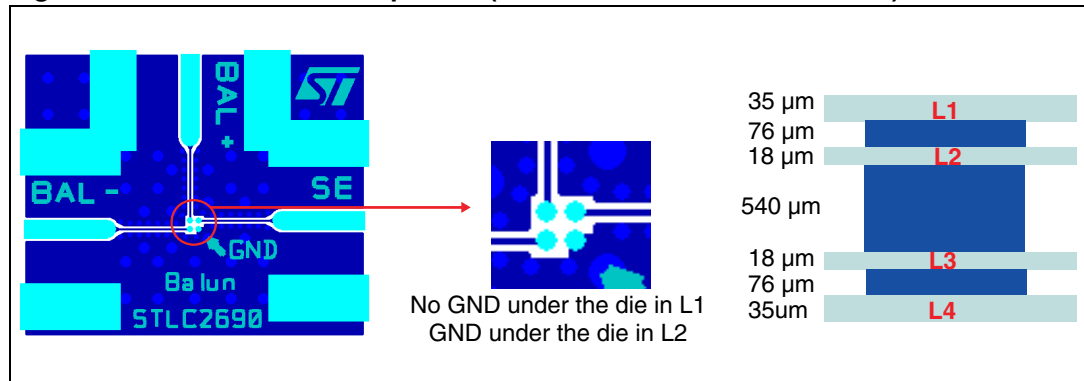 BAL +
BAL -
SE
GND
Balun
STLC2690
ST
No GND under the die in L1
GND under the die in L2
35 µm
L1
76 µm
18 µm
L2
540 µm
18 µm
L3
76 µm
35um
L4